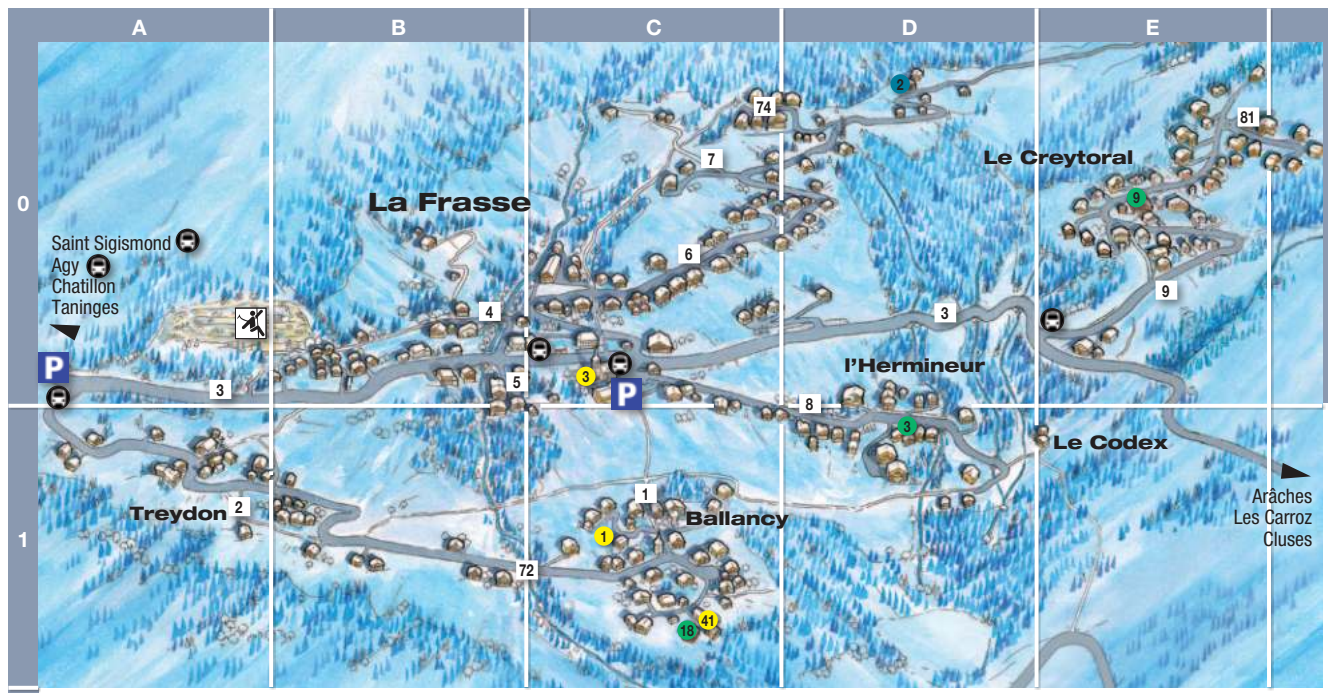 A B C D E
2
74
81
7
Le Creytoral
9
La Frasse
0
Saint Sigismond
Agy
Chatillon
Taninges
6
9
4
3
l'Hermineur
P
3
5
3
P
8
3
Le Codex
Arâches
Les Carroz
Cluses
2
Treydon
1
Ballancy
1
1
72
41
18